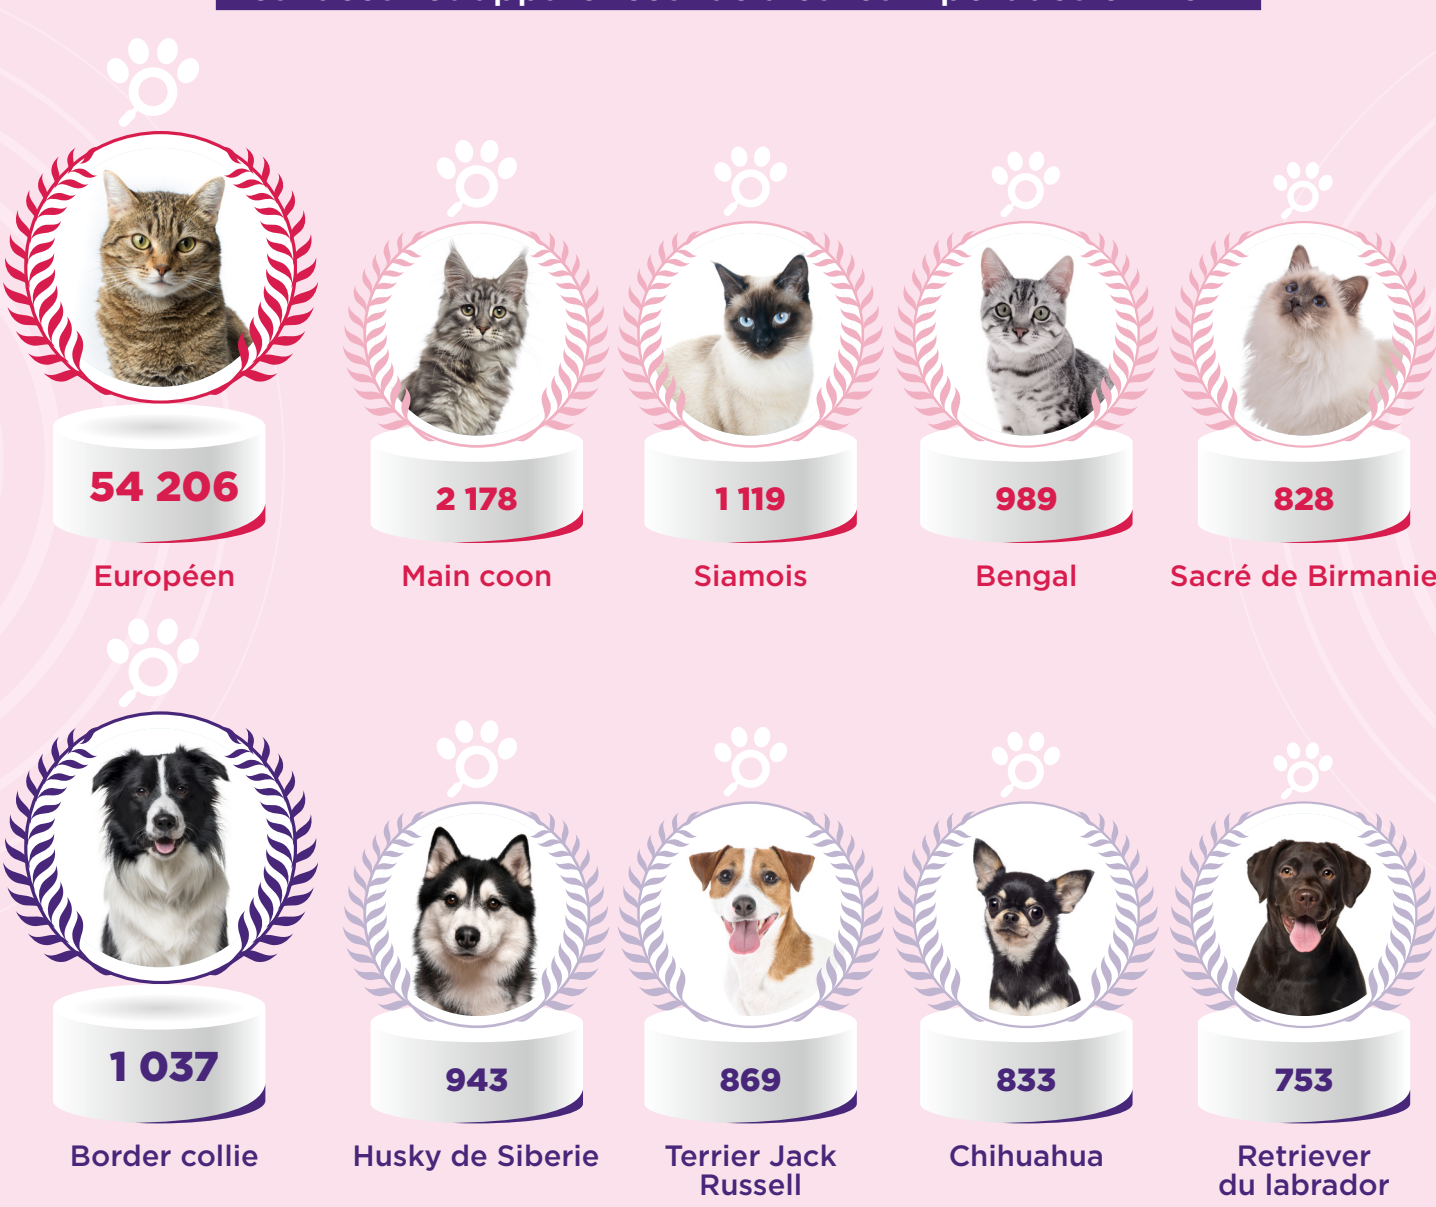 54 206
2 178
1 119
989
828
Européen
Main coon
Siamois
Bengal
Sacré de Birmanie
1 037
943
869
833
753
Border collie
Husky de Siberie
Terrier Jack
Russell
Chihuahua
Retriever
du labrador